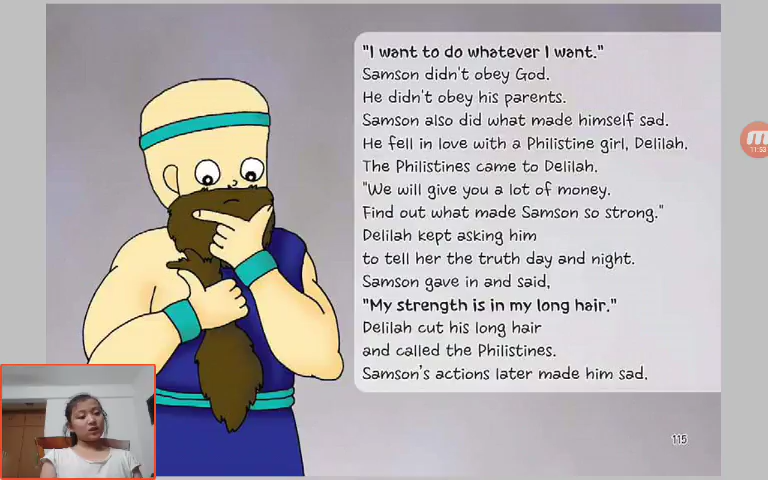 "I want to do whatever I want."
Samson didn't obey God.
He didn't obey his parents.
Samson also did what made himself sad.
He fell in love with a Philistine girl, Delilah.
The Philistines came to Delilah.
"We will give you a lot of money.
Find out what made Samson so strong."
Delilah kept asking him
to tell her the truth day and night.
Samson gave in and said,
"My strength is in my long hair."
Delilah cut his long hair
and called the Philistines.
Samson's actions later made him sad.
115
11:53